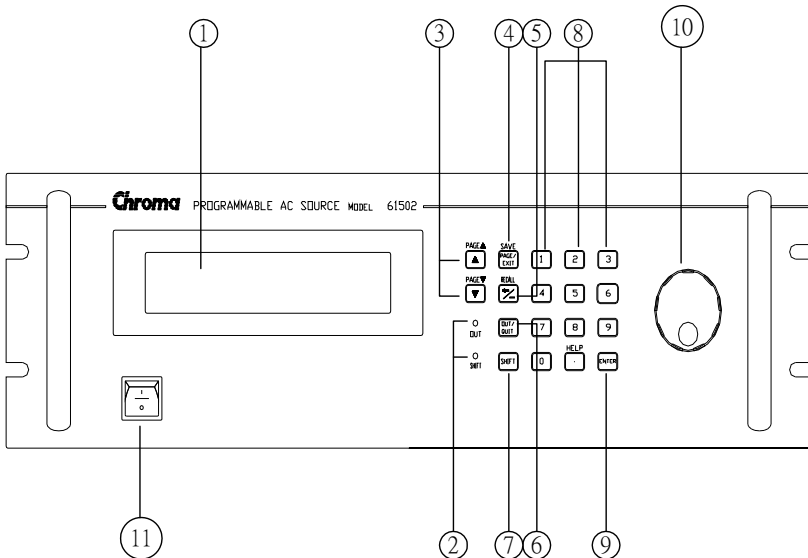 1 3 4 5 8 10
Chroma PROGRAMMABLE AC SOURCE MODEL 61502
PAGE▲ SAVE
▲ PAGE/EXIT 1 2 3
PAGE▼ RECALL
▼ +/- 4 5 6
OUT OUT/QUIT 7 8 9
HELP
SHIFT SHIFT 0 . ENTER
I
O
11 2 7 6 9